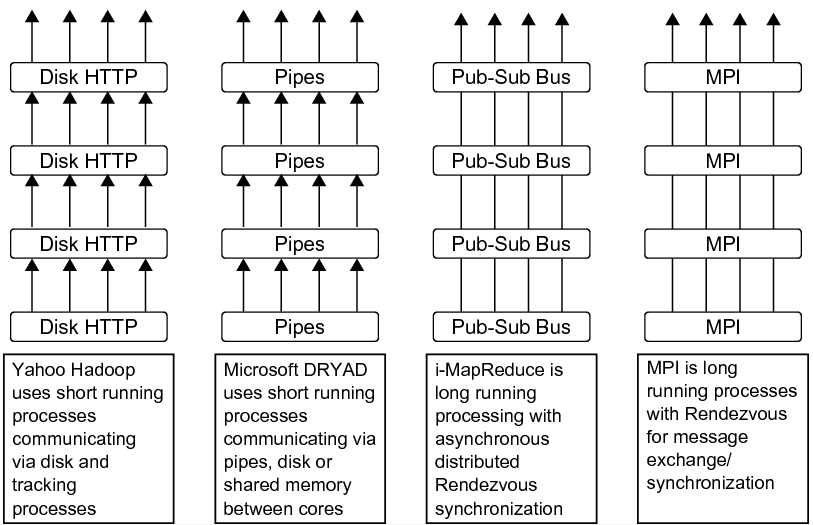 Disk HTTP
Disk HTTP
Disk HTTP
Disk HTTP
Yahoo Hadoop
uses short running
processes
communicating
via disk and
tracking
processes
Pipes
Pipes
Pipes
Pipes
Microsoft DRYAD
uses short running
processes
communicating via
pipes, disk or
shared memory
between cores
Pub-Sub Bus
Pub-Sub Bus
Pub-Sub Bus
Pub-Sub Bus
i-MapReduce is
long running
processing with
asynchronous
distributed
Rendezvous
synchronization
MPI
MPI
MPI
MPI
MPI is long
running processes
with Rendezvous
for message
exchange/
synchronization